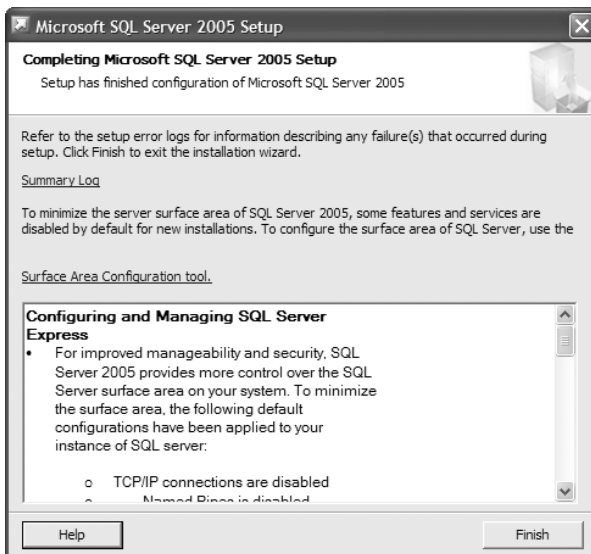 Microsoft SQL Server 2005 Setup
Completing Microsoft SQL Server 2005 Setup
Setup has finished configuration of Microsoft SQL Server 2005
Refer to the setup error logs for information describing any failure(s) that occurred during
setup. Click Finish to exit the installation wizard.
Summary Log
To minimize the server surface area of SQL Server 2005, some features and services are
disabled by default for new installations. To configure the surface area of SQL Server, use the
Surface Area Configuration tool.
Configuring and Managing SQL Server
Express
• For improved manageability and security, SQL
Server 2005 provides more control over the SQL
Server surface area on your system. To minimize
the surface area, the following default
configurations have been applied to your
instance of SQL server:
o TCP/IP connections are disabled
o Named Pipes is disabled
Help
Finish